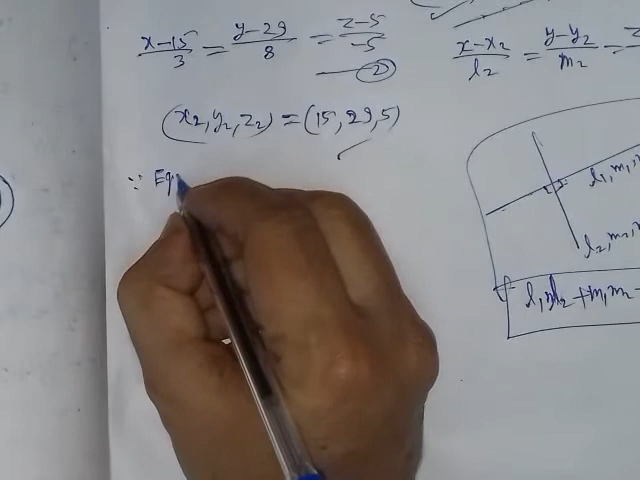 x-15/3 = y-29/8 = z-5/-5
— ②
(x₂, y₂, z₂) = (15, 29, 5)
∵ Eq
x-x₂/l₂ = y-y₂/m₂ = z
l₁, m₁,
l₂, m₂,
l₁l₂ + m₁m₂ -